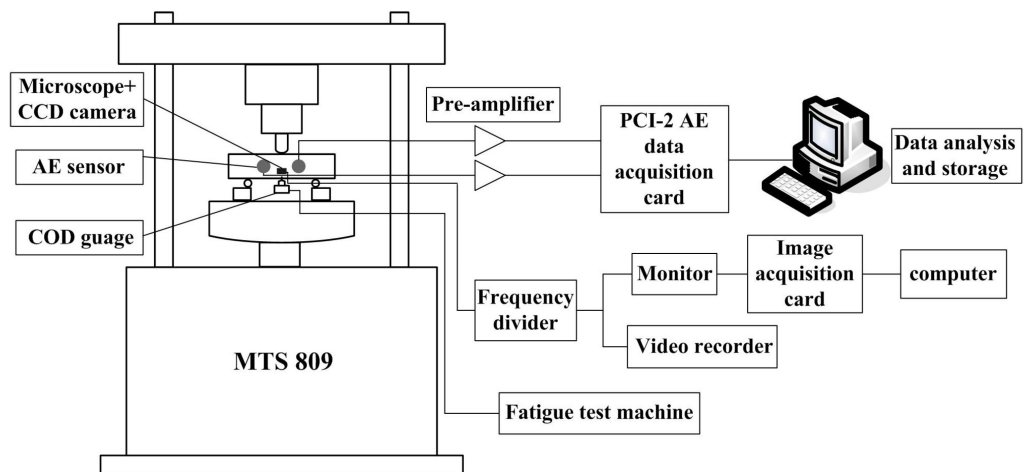 Microscope+
CCD camera
AE sensor
COD guage
MTS 809
Pre-amplifier
PCI-2 AE
data
acquisition
card
Data analysis
and storage
Frequency
divider
Monitor
Image
acquisition
card
computer
Video recorder
Fatigue test machine